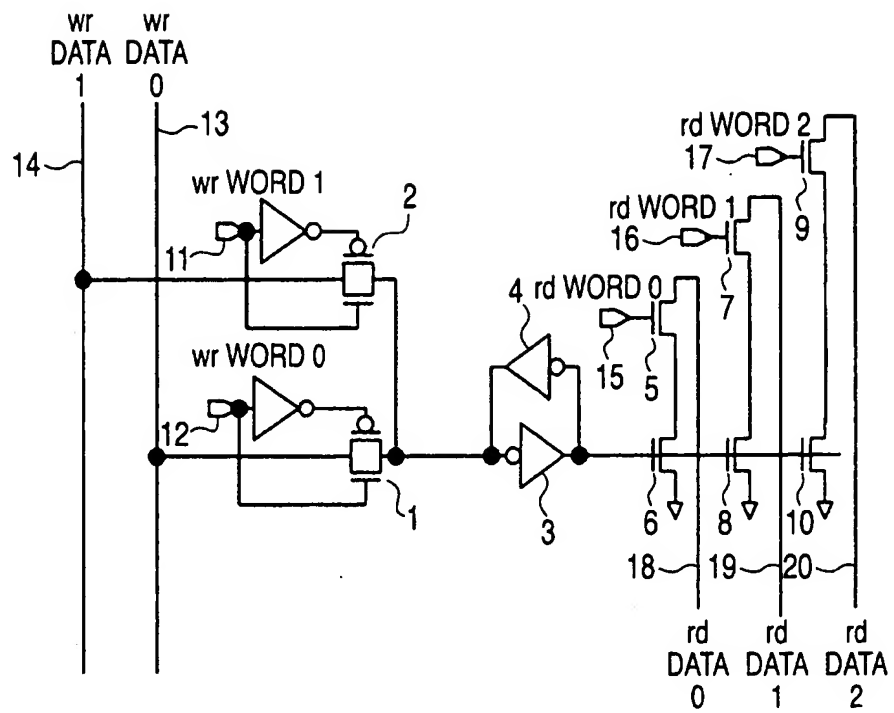 wr wr
DATA DATA
1 0
13
14
rd WORD 2
17
9
wr WORD 1
2
11
rd WORD 1
16
7
4
rd WORD 0
15
5
wr WORD 0
12
1
3
6
8
10
18
19
20
rd rd rd
DATA DATA DATA
0 1 2